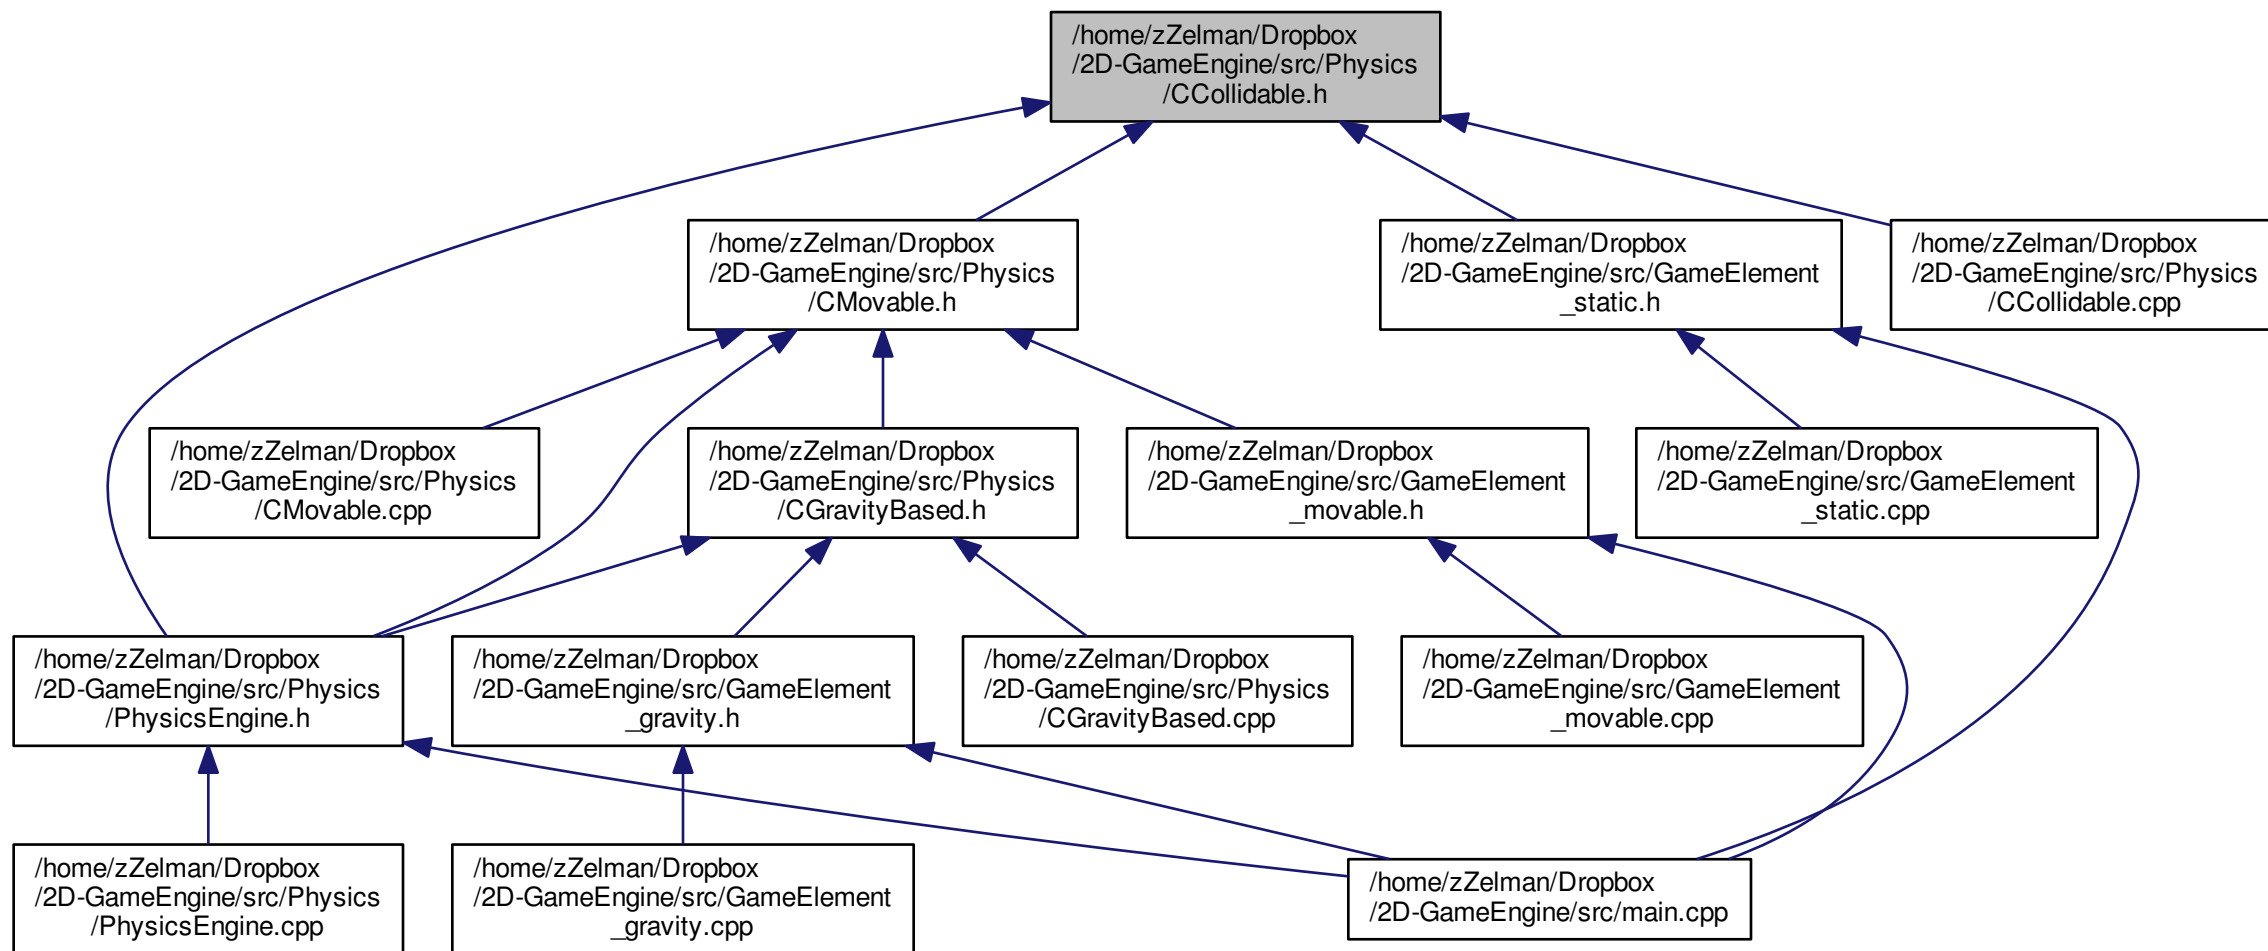 /home/zZelman/Dropbox
/2D-GameEngine/src/Physics
/CCollidable.h
/home/zZelman/Dropbox
/2D-GameEngine/src/Physics
/CMovable.h
/home/zZelman/Dropbox
/2D-GameEngine/src/GameElement
_static.h
/home/zZelman/Dropbox
/2D-GameEngine/src/Physics
/CCollidable.cpp
/home/zZelman/Dropbox
/2D-GameEngine/src/Physics
/CMovable.cpp
/home/zZelman/Dropbox
/2D-GameEngine/src/Physics
/CGravityBased.h
/home/zZelman/Dropbox
/2D-GameEngine/src/GameElement
_movable.h
/home/zZelman/Dropbox
/2D-GameEngine/src/GameElement
_static.cpp
/home/zZelman/Dropbox
/2D-GameEngine/src/Physics
/PhysicsEngine.h
/home/zZelman/Dropbox
/2D-GameEngine/src/GameElement
_gravity.h
/home/zZelman/Dropbox
/2D-GameEngine/src/Physics
/CGravityBased.cpp
/home/zZelman/Dropbox
/2D-GameEngine/src/GameElement
_movable.cpp
/home/zZelman/Dropbox
/2D-GameEngine/src/Physics
/PhysicsEngine.cpp
/home/zZelman/Dropbox
/2D-GameEngine/src/GameElement
_gravity.cpp
/home/zZelman/Dropbox
/2D-GameEngine/src/main.cpp